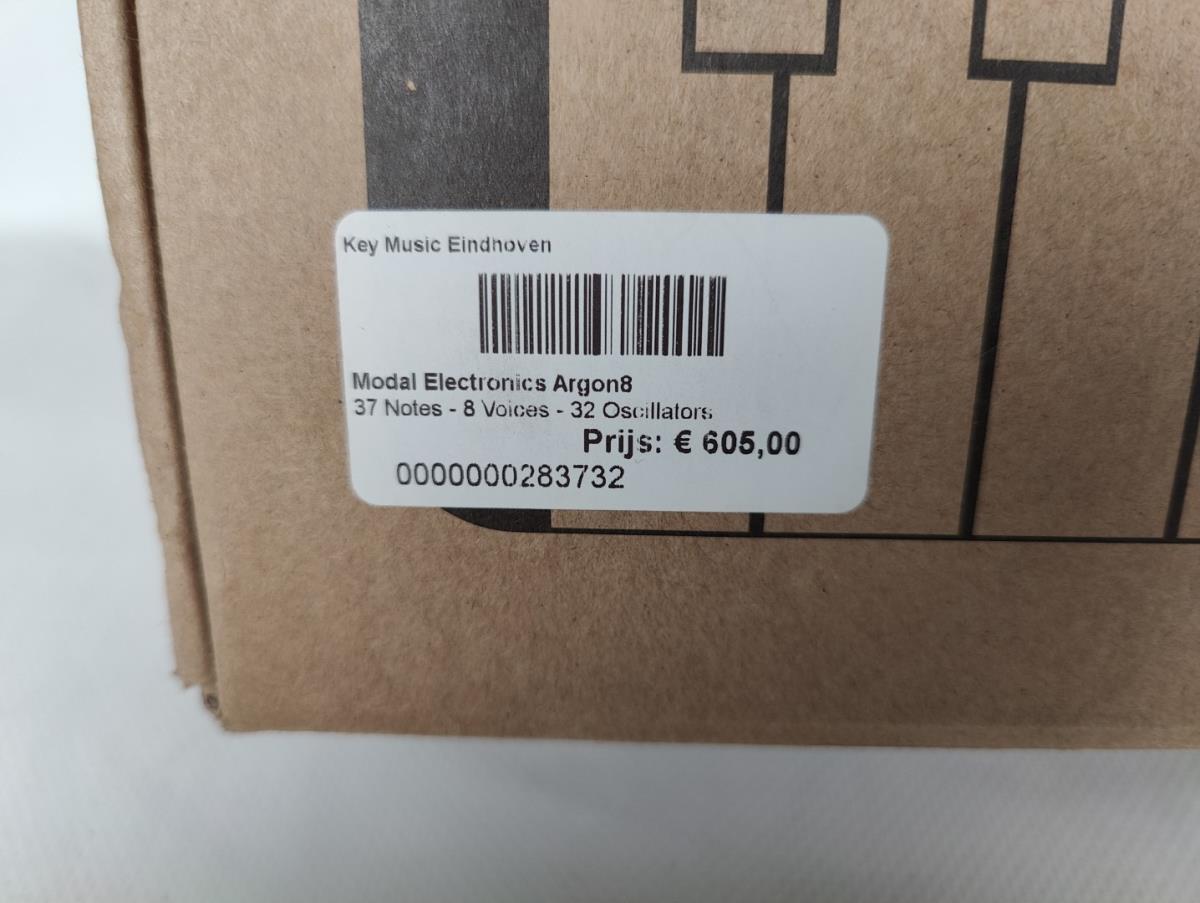 Key Music Eindhoven
Modal Electronics Argon8
37 Notes - 8 Voices - 32 Oscillators
Prijs: € 605,00
0000000283732